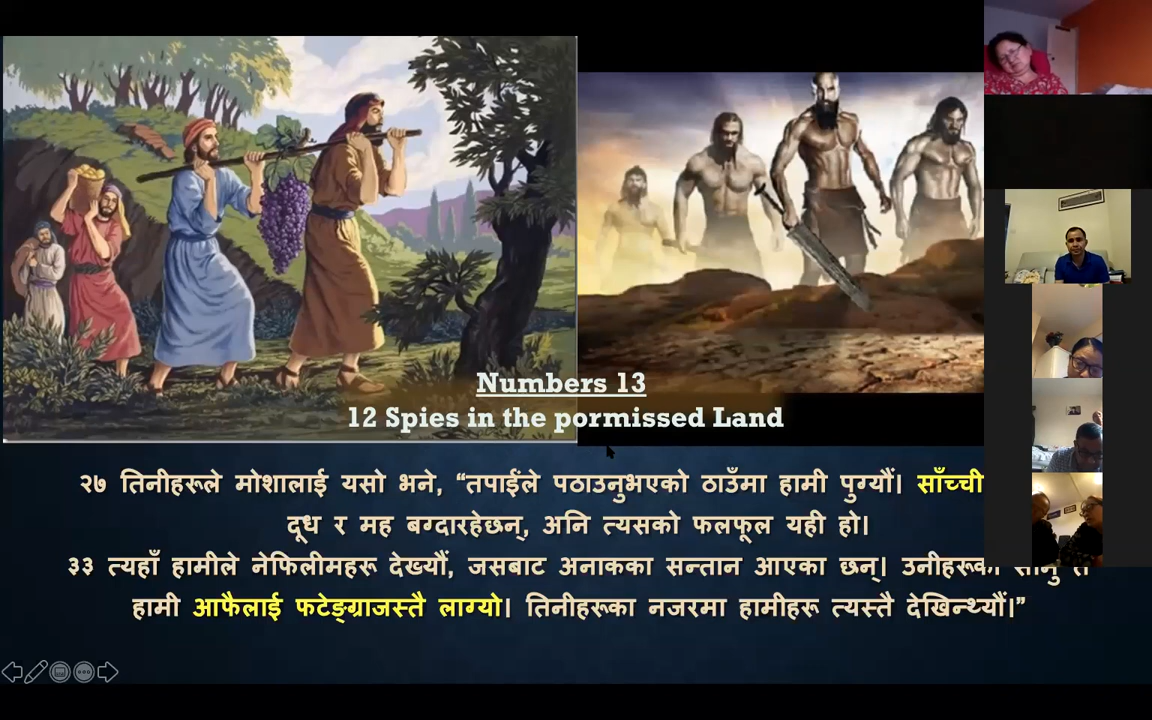 Numbers 13
12 Spies in the pormissed Land
२७ तिनीहरूले मोशालाई यसो भने, “तपाईंले पठाउनुभएको ठाउँमा हामी पुग्यौं। साँच्ची
दूध र मह बग्दारहेछन्, अनि त्यसको फलफूल यही हो।
३३ त्यहाँ हामीले नेफिलीमहरू देख्यौं, जसबाट अनाकका सन्तान आएका छन्। उनीहरूका
हामी आफैलाई फटेङ्ग्राजस्तै लाग्यो। तिनीहरूका नजरमा हामीहरू त्यस्तै देखिन्थ्यौं।”